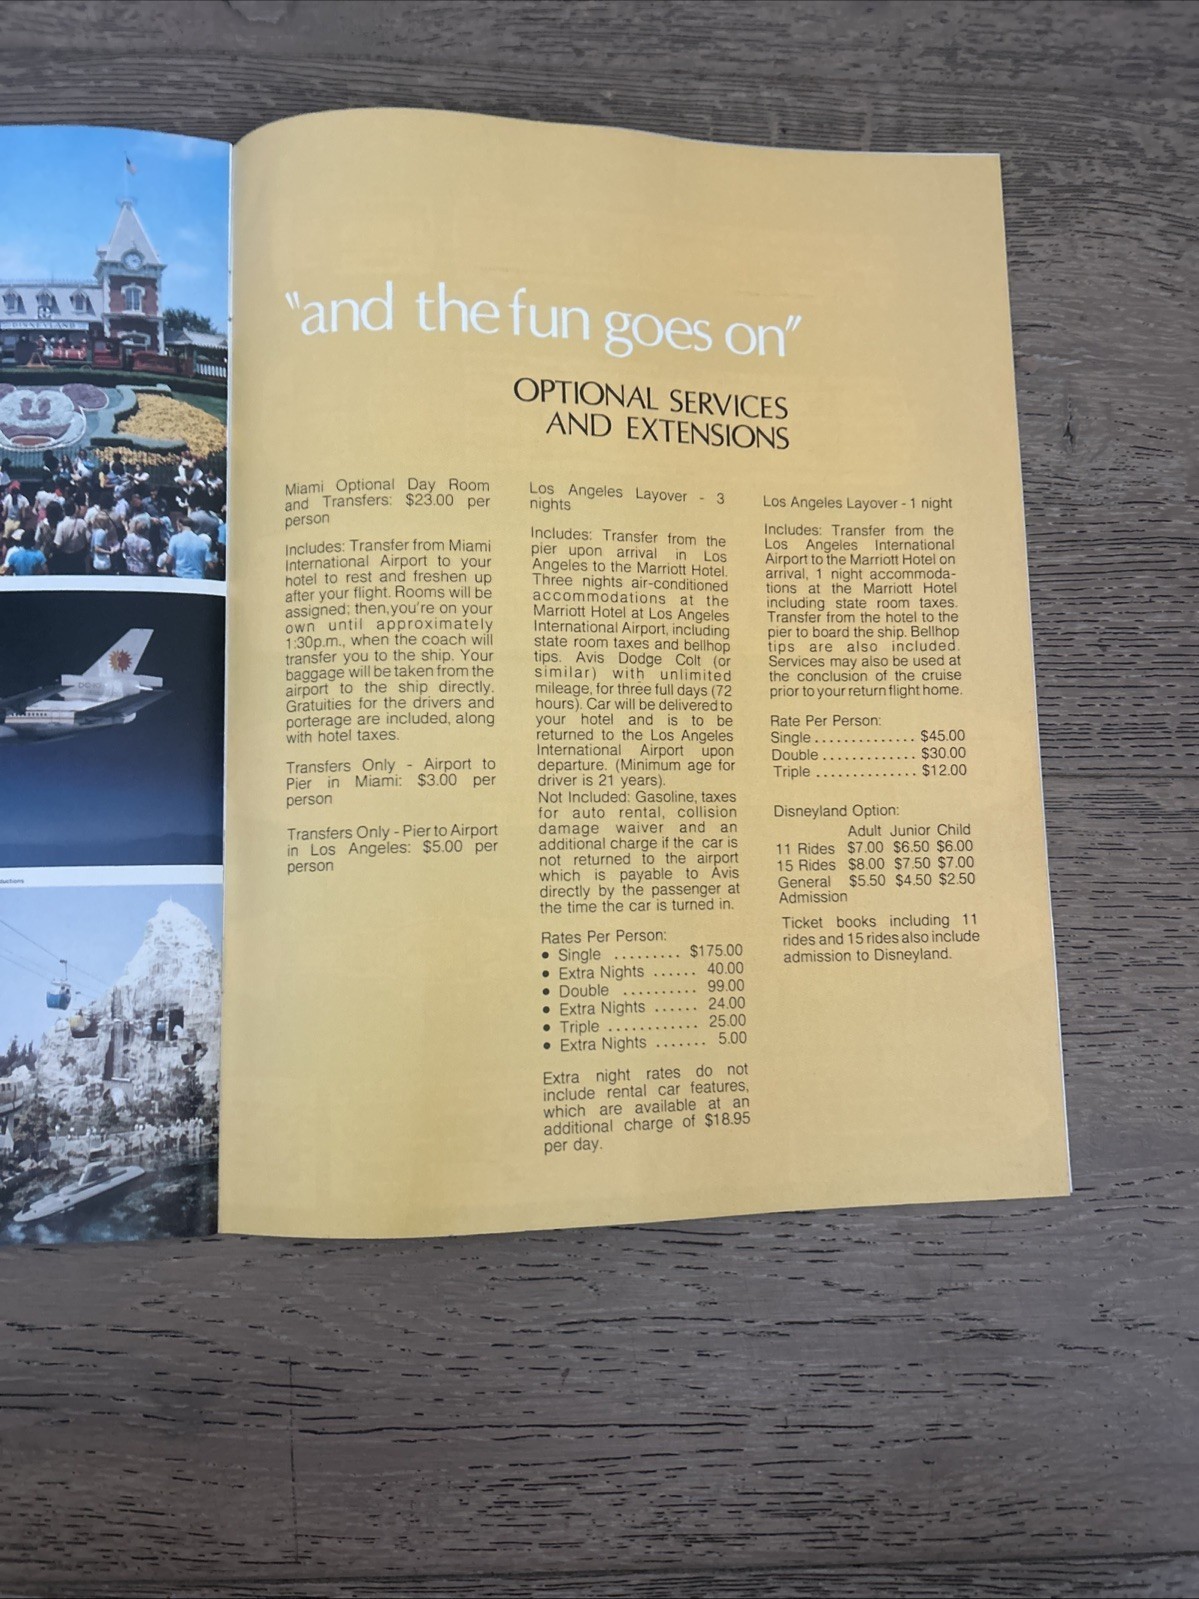 DISNEYLAND
DC-10
ductions
"and the fun goes on"
OPTIONAL SERVICES
AND EXTENSIONS
Miami Optional Day Room
and Transfers: $23.00 per
person
Includes: Transfer from Miami
International Airport to your
hotel to rest and freshen up
after your flight. Rooms will be
assigned; then, you're on your
own until approximately
1:30p.m., when the coach will
transfer you to the ship. Your
baggage will be taken from the
airport to the ship directly.
Gratuities for the drivers and
porterage are included, along
with hotel taxes.
Transfers Only - Airport to
Pier in Miami: $3.00 per
person
Transfers Only - Pier to Airport
in Los Angeles: $5.00 per
person
Los Angeles Layover - 3
nights
Includes: Transfer from the
pier upon arrival in Los
Angeles to the Marriott Hotel.
Three nights air-conditioned
accommodations at the
Marriott Hotel at Los Angeles
International Airport, including
state room taxes and bellhop
tips. Avis Dodge Colt (or
similar) with unlimited
mileage, for three full days (72
hours). Car will be delivered to
your hotel and is to be
returned to the Los Angeles
International Airport upon
departure. (Minimum age for
driver is 21 years).
Not Included: Gasoline, taxes
for auto rental, collision
damage waiver and an
additional charge if the car is
not returned to the airport
which is payable to Avis
directly by the passenger at
the time the car is turned in.
Rates Per Person:
• Single ......... $175.00
• Extra Nights ...... 40.00
• Double .......... 99.00
• Extra Nights ...... 24.00
• Triple ............ 25.00
• Extra Nights ....... 5.00
Extra night rates do not
include rental car features,
which are available at an
additional charge of $18.95
per day.
Los Angeles Layover - 1 night
Includes: Transfer from the
Los Angeles International
Airport to the Marriott Hotel on
arrival, 1 night accommoda-
tions at the Marriott Hotel
including state room taxes.
Transfer from the hotel to the
pier to board the ship. Bellhop
tips are also included.
Services may also be used at
the conclusion of the cruise
prior to your return flight home.
Rate Per Person:
Single .............. $45.00
Double ............. $30.00
Triple .............. $12.00
Disneyland Option:
Adult Junior Child
11 Rides $7.00 $6.50 $6.00
15 Rides $8.00 $7.50 $7.00
General $5.50 $4.50 $2.50
Admission
Ticket books including 11
rides and 15 rides also include
admission to Disneyland.